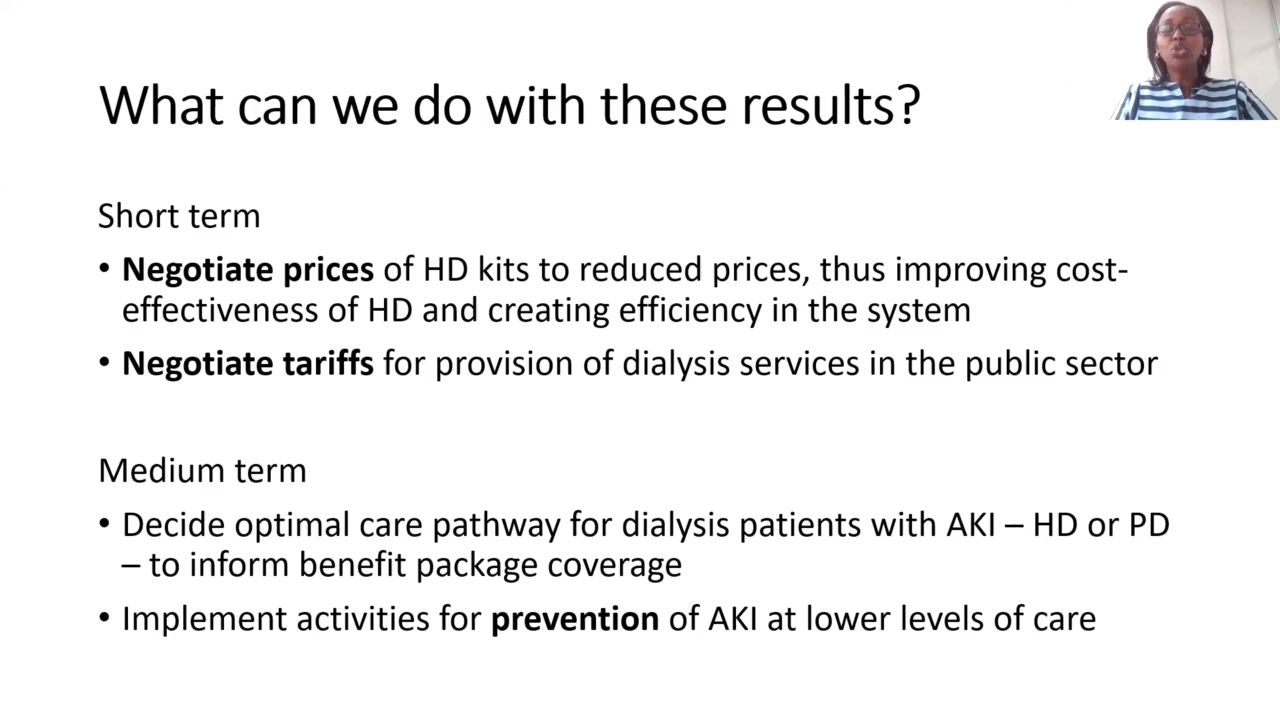 What can we do with these results?
Short term
• Negotiate prices of HD kits to reduced prices, thus improving cost-
effectiveness of HD and creating efficiency in the system
• Negotiate tariffs for provision of dialysis services in the public sector
Medium term
• Decide optimal care pathway for dialysis patients with AKI – HD or PD
– to inform benefit package coverage
• Implement activities for prevention of AKI at lower levels of care